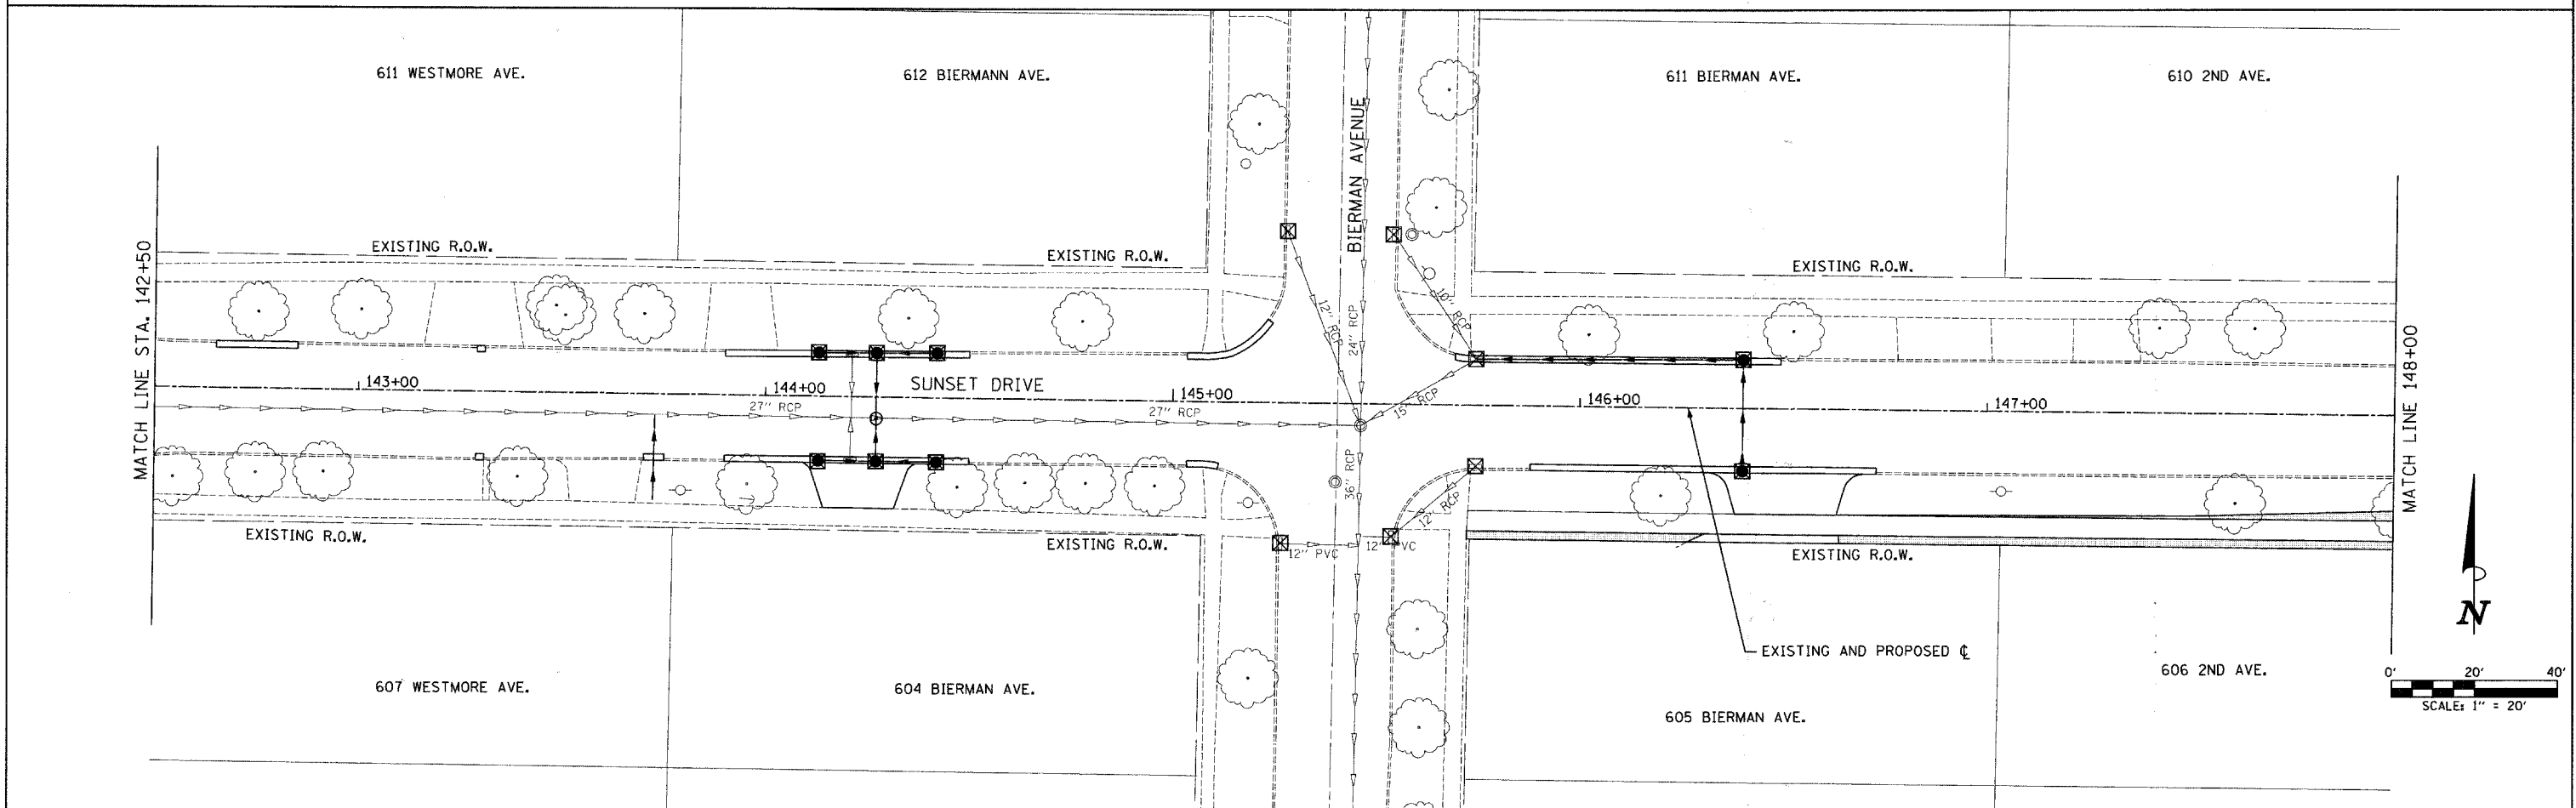 611 WESTMORE AVE.
612 BIERMANN AVE.
611 BIERMAN AVE.
610 2ND AVE.
BIERMAN AVENUE
MATCH LINE STA. 142+50
EXISTING R.O.W.
EXISTING R.O.W.
EXISTING R.O.W.
12" RCP
24" RCP
10" RCP
MATCH LINE 148+00
143+00
144+00
SUNSET DRIVE
145+00
146+00
147+00
27" RCP
27" RCP
15" RCP
36" RCP
12" RCP
EXISTING R.O.W.
EXISTING R.O.W.
12" PVC
12" VC
EXISTING R.O.W.
N
EXISTING AND PROPOSED ℄
607 WESTMORE AVE.
604 BIERMAN AVE.
605 BIERMAN AVE.
606 2ND AVE.
0' 20' 40'
SCALE: 1" = 20'